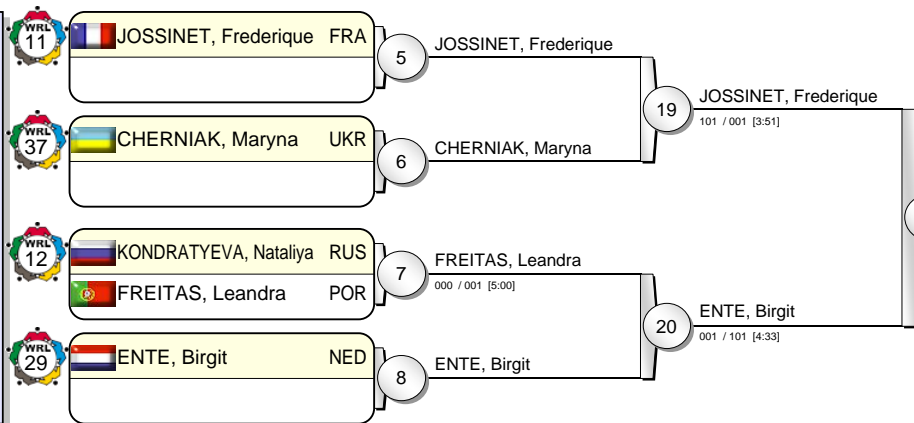 WRL
11
JOSSINET, Frederique FRA
5
JOSSINET, Frederique
19
JOSSINET, Frederique
101 / 001 [3:51]
WRL
37
CHERNIAK, Maryna UKR
6
CHERNIAK, Maryna
WRL
12
KONDRATYEVA, Nataliya RUS
FREITAS, Leandra POR
7
FREITAS, Leandra
000 / 001 [5:00]
20
ENTE, Birgit
001 / 101 [4:33]
WRL
29
ENTE, Birgit NED
8
ENTE, Birgit